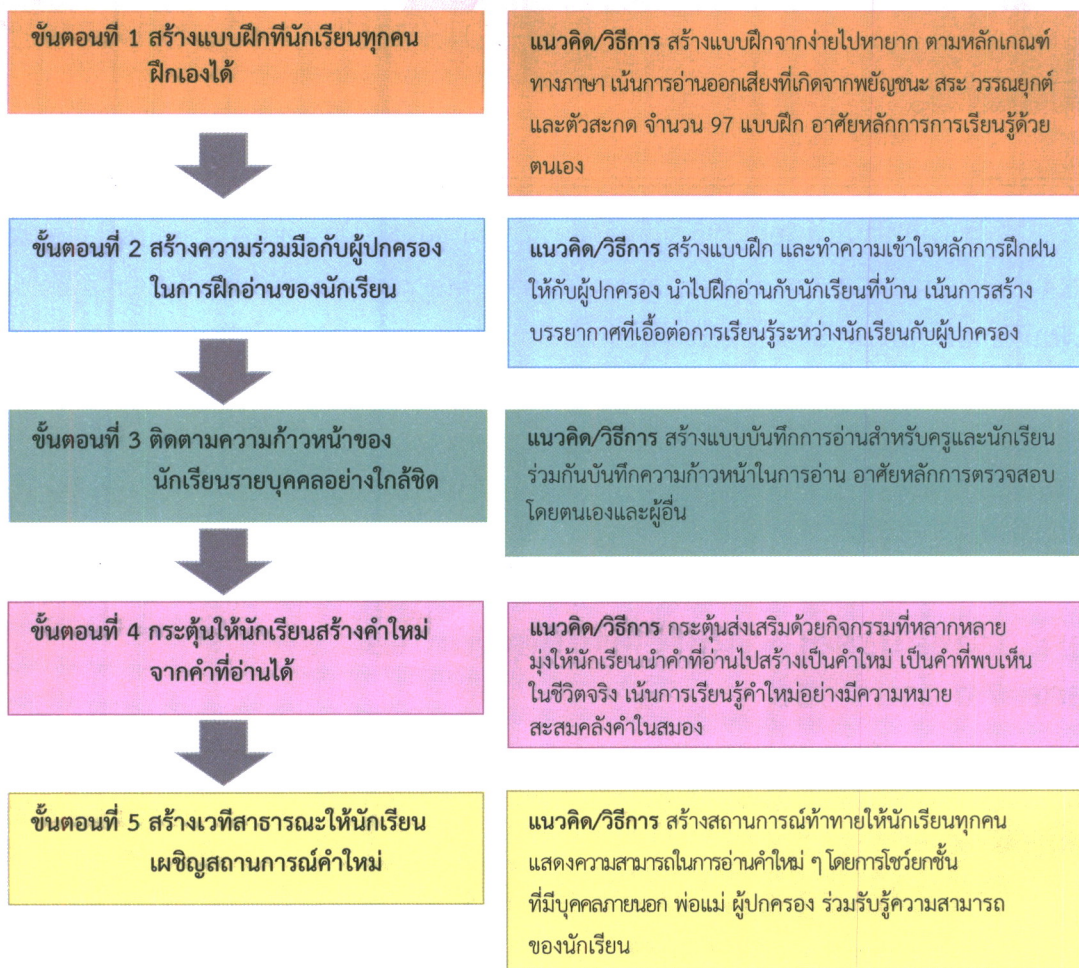 ขั้นตอนที่ 1 สร้างแบบฝึกที่นักเรียนทุกคน
ฝึกเองได้
แนวคิด/วิธีการ สร้างแบบฝึกจากง่ายไปหายาก ตามหลักเกณฑ์
ทางภาษา เน้นการอ่านออกเสียงที่เกิดจากพยัญชนะ สระ วรรณยุกต์
และตัวสะกด จำนวน 97 แบบฝึก อาศัยหลักการการเรียนรู้ด้วย
ตนเอง
ขั้นตอนที่ 2 สร้างความร่วมมือกับผู้ปกครอง
ในการฝึกอ่านของนักเรียน
แนวคิด/วิธีการ สร้างแบบฝึก และทำความเข้าใจหลักการฝึกฝน
ให้กับผู้ปกครอง นำไปฝึกอ่านกับนักเรียนที่บ้าน เน้นการสร้าง
บรรยากาศที่เอื้อต่อการเรียนรู้ระหว่างนักเรียนกับผู้ปกครอง
ขั้นตอนที่ 3 ติดตามความก้าวหน้าของ
นักเรียนรายบุคคลอย่างใกล้ชิด
แนวคิด/วิธีการ สร้างแบบบันทึกการอ่านสำหรับครูและนักเรียน
ร่วมกันบันทึกความก้าวหน้าในการอ่าน อาศัยหลักการตรวจสอบ
โดยตนเองและผู้อื่น
ขั้นตอนที่ 4 กระตุ้นให้นักเรียนสร้างคำใหม่
จากคำที่อ่านได้
แนวคิด/วิธีการ กระตุ้นส่งเสริมด้วยกิจกรรมที่หลากหลาย
มุ่งให้นักเรียนนำคำที่อ่านไปสร้างเป็นคำใหม่ เป็นคำที่พบเห็น
ในชีวิตจริง เน้นการเรียนรู้คำใหม่อย่างมีความหมาย
สะสมคลังคำในสมอง
ขั้นตอนที่ 5 สร้างเวทีสาธารณะให้นักเรียน
เผชิญสถานการณ์คำใหม่
แนวคิด/วิธีการ สร้างสถานการณ์ท้าทายให้นักเรียนทุกคน
แสดงความสามารถในการอ่านคำใหม่ ๆ โดยการโชว์ยกชั้น
ที่มีบุคคลภายนอก พ่อแม่ ผู้ปกครอง ร่วมรับรู้ความสามารถ
ของนักเรียน